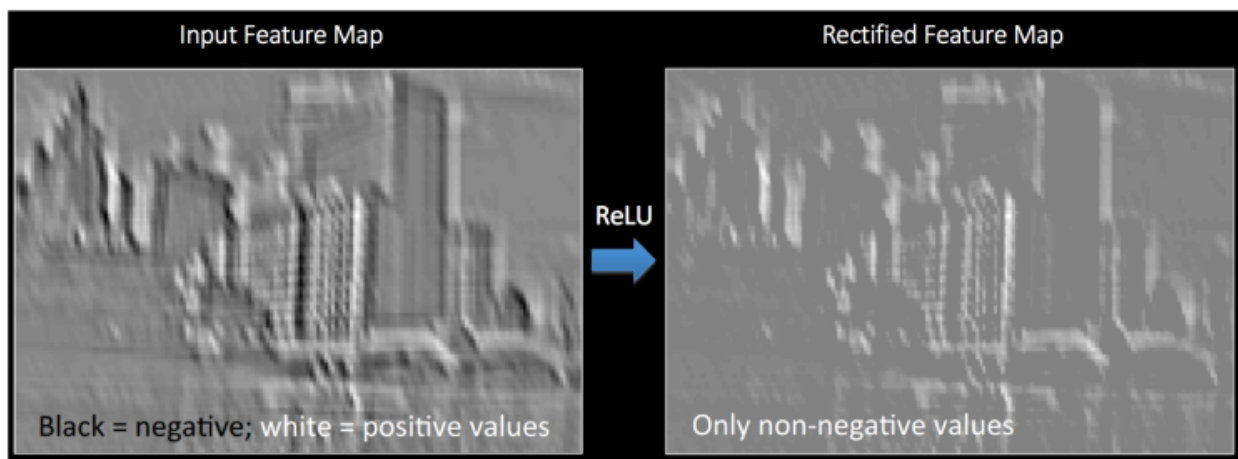 Input Feature Map
Rectified Feature Map
ReLU
Black = negative; white = positive values
Only non-negative values